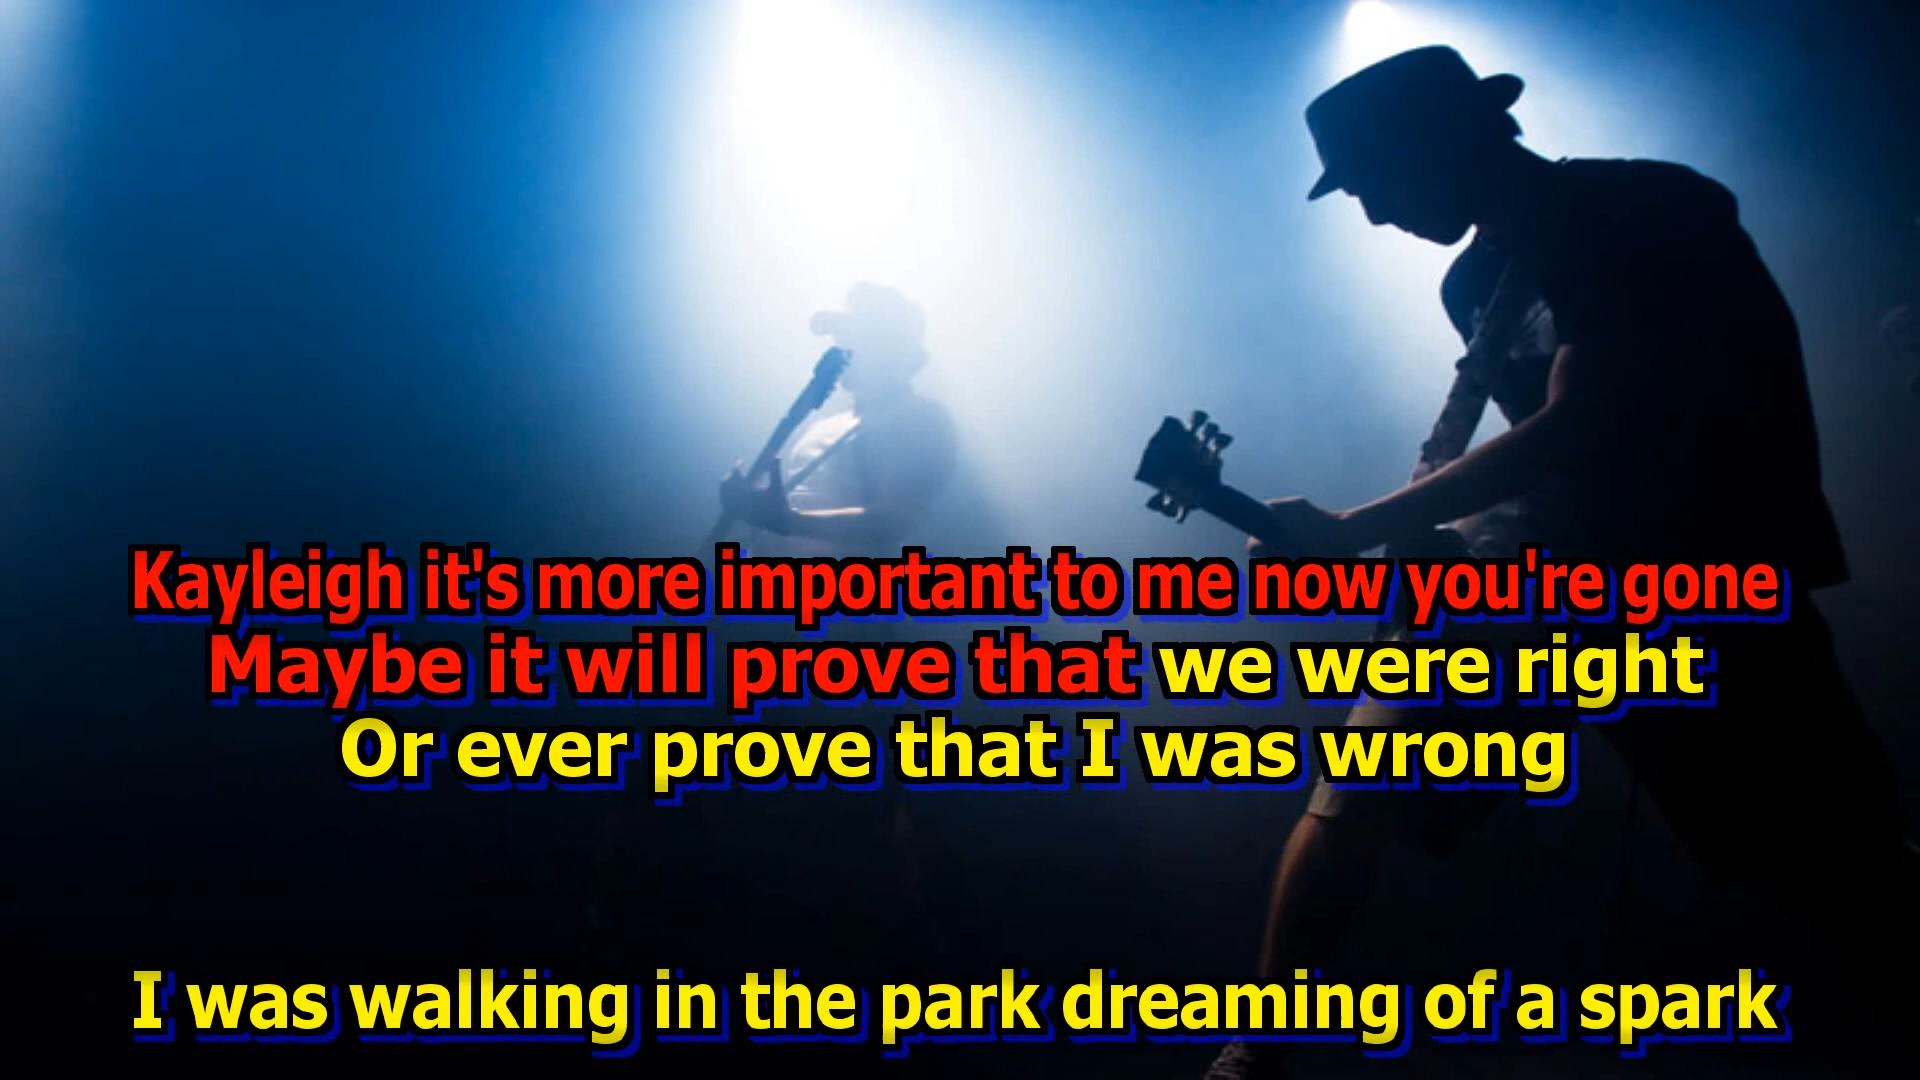 Kayleigh it's more important to me now you're gone
Maybe it will prove that we were right
Or ever prove that I was wrong
I was walking in the park dreaming of a spark